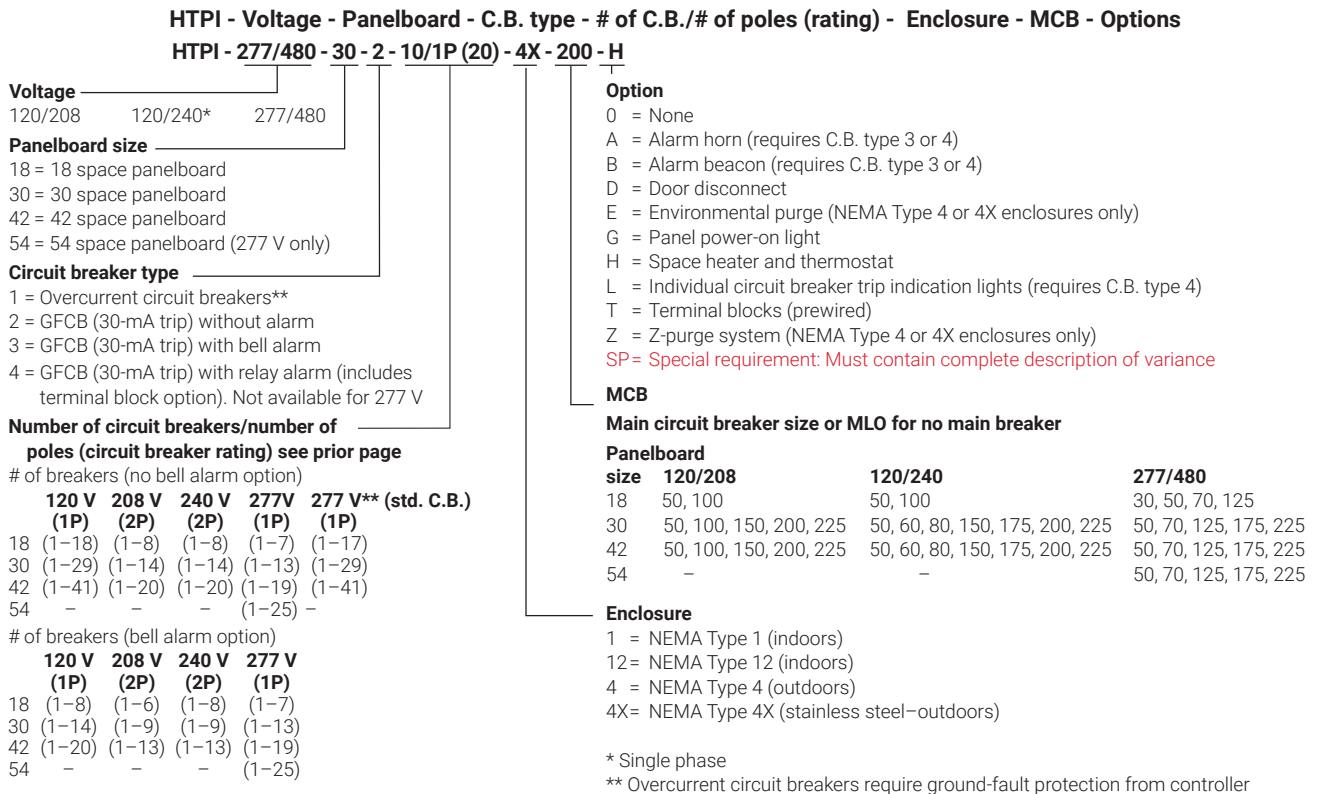 HTPI - Voltage - Panelboard - C.B. type - # of C.B./# of poles (rating) - Enclosure - MCB - Options
HTPI - 277/480 - 30 - 2 - 10/1P (20) - 4X - 200 - H
Voltage
120/208 120/240* 277/480
Panelboard size
18 = 18 space panelboard
30 = 30 space panelboard
42 = 42 space panelboard
54 = 54 space panelboard (277 V only)
Circuit breaker type
1 = Overcurrent circuit breakers**
2 = GFCB (30-mA trip) without alarm
3 = GFCB (30-mA trip) with bell alarm
4 = GFCB (30-mA trip) with relay alarm (includes
terminal block option). Not available for 277 V
Number of circuit breakers/number of
poles (circuit breaker rating) see prior page
# of breakers (no bell alarm option)
120 V 208 V 240 V 277V 277 V** (std. C.B.)
(1P) (2P) (2P) (1P) (1P)
18 (1–18) (1–8) (1–8) (1–7) (1–17)
30 (1–29) (1–14) (1–14) (1–13) (1–29)
42 (1–41) (1–20) (1–20) (1–19) (1–41)
54 – – – (1–25) –
# of breakers (bell alarm option)
120 V 208 V 240 V 277 V
(1P) (2P) (2P) (1P)
18 (1–8) (1–6) (1–8) (1–7)
30 (1–14) (1–9) (1–9) (1–13)
42 (1–20) (1–13) (1–13) (1–19)
54 – – – (1–25)
Option
0 = None
A = Alarm horn (requires C.B. type 3 or 4)
B = Alarm beacon (requires C.B. type 3 or 4)
D = Door disconnect
E = Environmental purge (NEMA Type 4 or 4X enclosures only)
G = Panel power-on light
H = Space heater and thermostat
L = Individual circuit breaker trip indication lights (requires C.B. type 4)
T = Terminal blocks (prewired)
Z = Z-purge system (NEMA Type 4 or 4X enclosures only)
SP= Special requirement: Must contain complete description of variance
MCB
Main circuit breaker size or MLO for no main breaker
Panelboard
size 120/208 120/240 277/480
18 50, 100 50, 100 30, 50, 70, 125
30 50, 100, 150, 200, 225 50, 60, 80, 150, 175, 200, 225 50, 70, 125, 175, 225
42 50, 100, 150, 200, 225 50, 60, 80, 150, 175, 200, 225 50, 70, 125, 175, 225
54 – – 50, 70, 125, 175, 225
Enclosure
1 = NEMA Type 1 (indoors)
12= NEMA Type 12 (indoors)
4 = NEMA Type 4 (outdoors)
4X= NEMA Type 4X (stainless steel–outdoors)
* Single phase
** Overcurrent circuit breakers require ground-fault protection from controller